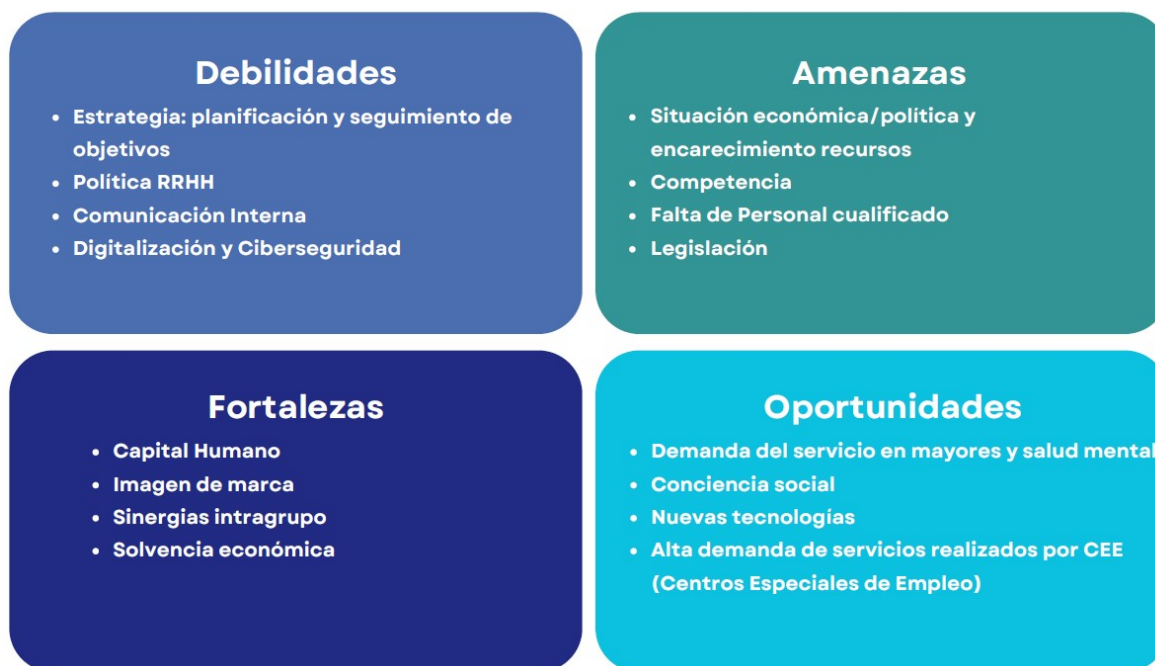 Debilidades
• Estrategia: planificación y seguimiento de
objetivos
• Política RRHH
• Comunicación Interna
• Digitalización y Ciberseguridad
Amenazas
• Situación económica/política y
encarecimiento recursos
• Competencia
• Falta de Personal cualificado
• Legislación
Fortalezas
• Capital Humano
• Imagen de marca
• Sinergias intragrupo
• Solvencia económica
Oportunidades
• Demanda del servicio en mayores y salud mental
• Conciencia social
• Nuevas tecnologías
• Alta demanda de servicios realizados por CEE
(Centros Especiales de Empleo)